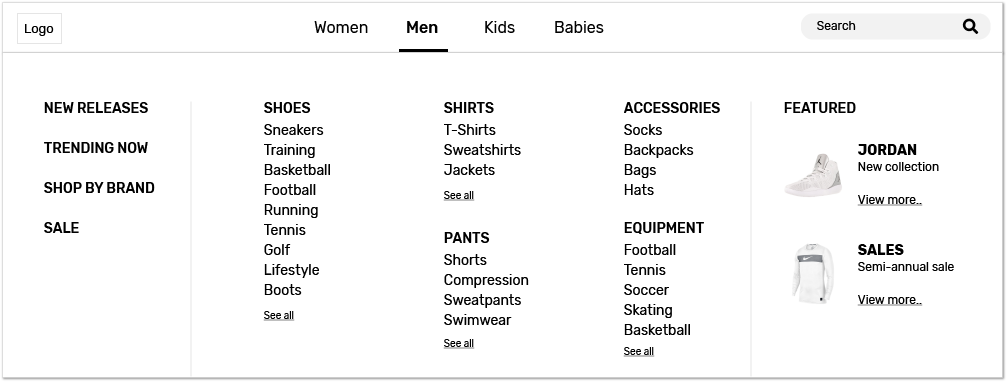 Logo
Women
Men
Kids
Babies
Search
NEW RELEASES
TRENDING NOW
SHOP BY BRAND
SALE
SHOES
Sneakers
Training
Basketball
Football
Running
Tennis
Golf
Lifestyle
Boots
See all
SHIRTS
T-Shirts
Sweatshirts
Jackets
See all
PANTS
Shorts
Compression
Sweatpants
Swimwear
See all
ACCESSORIES
Socks
Backpacks
Bags
Hats
EQUIPMENT
Football
Tennis
Soccer
Skating
Basketball
See all
FEATURED
JORDAN
New collection
View more..
SALES
Semi-annual sale
View more..